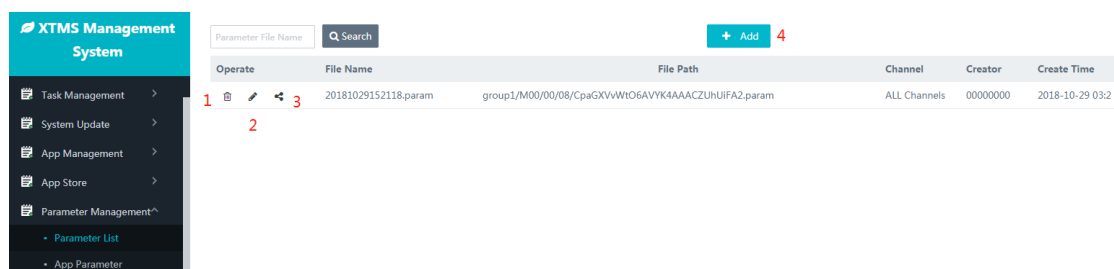 XTMS Management
System
Parameter File Name Search + Add 4
Operate File Name File Path Channel Creator Create Time
Task Management
1 3 20181029152118.param group1/M00/00/08/CpaGXVvWtO6AVYK4AAACZUhUiFA2.param ALL Channels 00000000 2018-10-29 03:2
System Update
2
App Management
App Store
Parameter Management
Parameter List
App Parameter